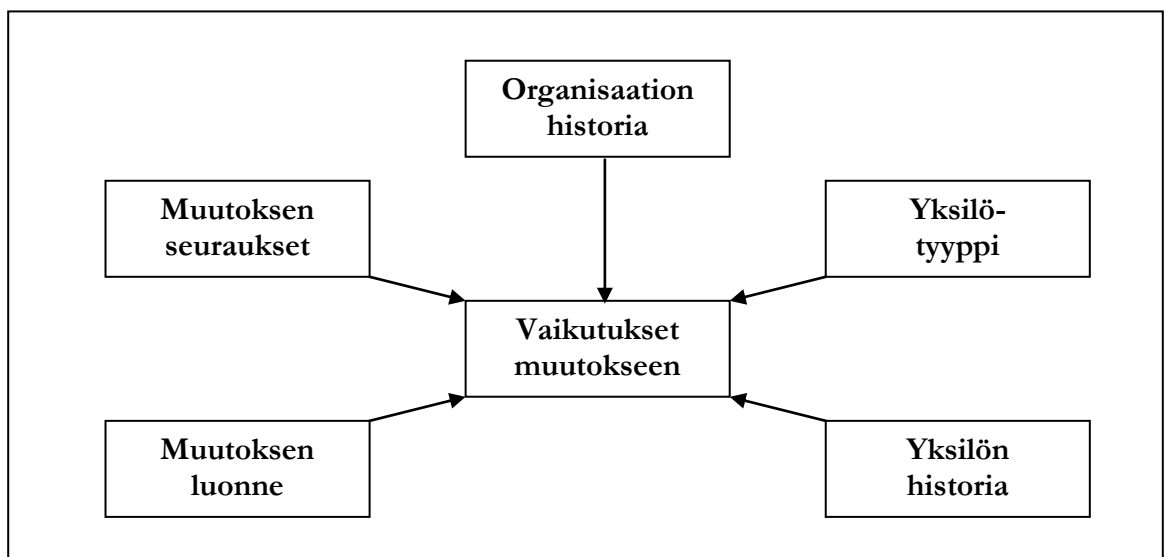 Organisaation
historia
Muutoksen
seuraukset
Yksilö-
tyyppi
Vaikutukset
muutokseen
Muutoksen
luonne
Yksilön
historia